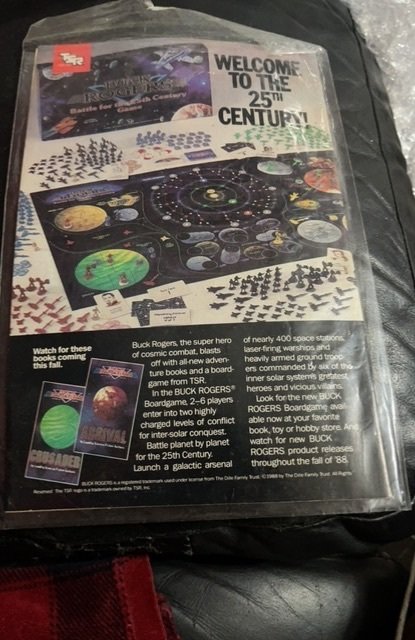 TSR
BUCK
ROGERS
Battle for the 25th Century
Game
WELCOME
TO THE
25TH
CENTURY!
Watch for these
books coming
this fall.
ARRIVAL
CRUSADER
Buck Rogers, the super hero
of cosmic combat, blasts
off with all-new adven-
ture books and a board-
game from TSR.
In the BUCK ROGERS®
Boardgame, 2–6 players
enter into two highly
charged levels of conflict
for inter-solar conquest.
Battle planet by planet
for the 25th Century.
Launch a galactic arsenal
of nearly 400 space stations,
laser-firing warships and
heavily armed ground troop
ers commanded by six of the
inner solar system's greatest
heroes and vicious villains.
Look for the new BUCK
ROGERS Boardgame avail
able now at your favorite
book, toy or hobby store. And
watch for new BUCK
ROGERS product releases
throughout the fall of '88.
BUCK ROGERS is a registered trademark used under license from The Dille Family Trust. ©1988 by The Dille Family Trust. All Rights
Reserved. The TSR logo is a trademark owned by TSR, Inc.